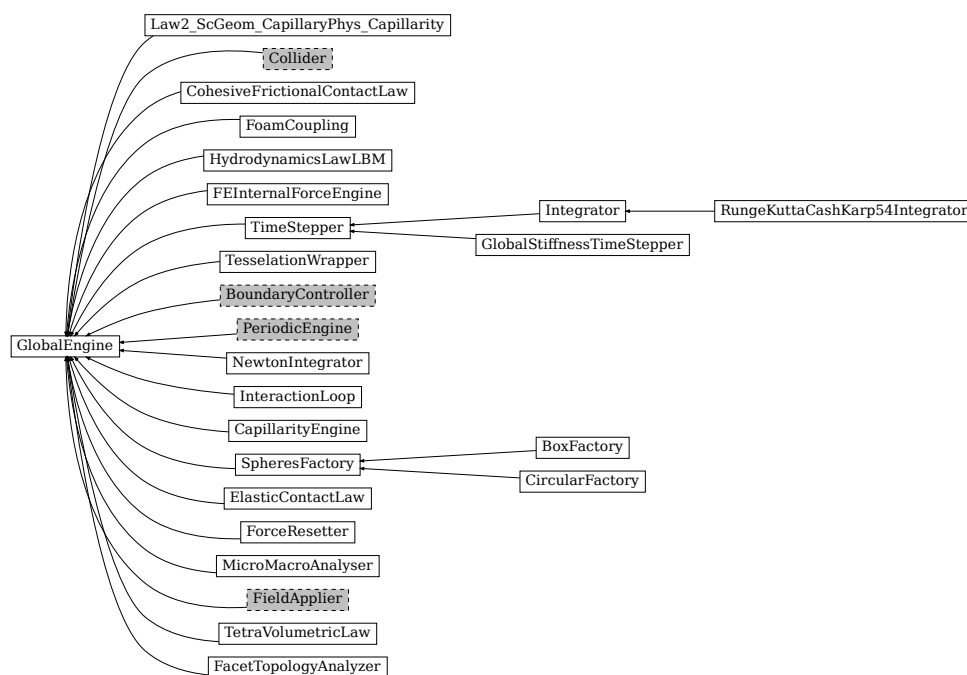 Law2_ScGeom_CapillaryPhys_Capillarity
Collider
CohesiveFrictionalContactLaw
FoamCoupling
HydrodynamicsLawLBM
FEInternalForceEngine
Integrator
RungeKuttaCashKarp54Integrator
TimeStepper
GlobalStiffnessTimeStepper
TesselationWrapper
BoundaryController
PeriodicEngine
GlobalEngine
NewtonIntegrator
InteractionLoop
CapillarityEngine
BoxFactory
SpheresFactory
CircularFactory
ElasticContactLaw
ForceResetter
MicroMacroAnalyser
FieldApplier
TetraVolumetricLaw
FacetTopologyAnalyzer